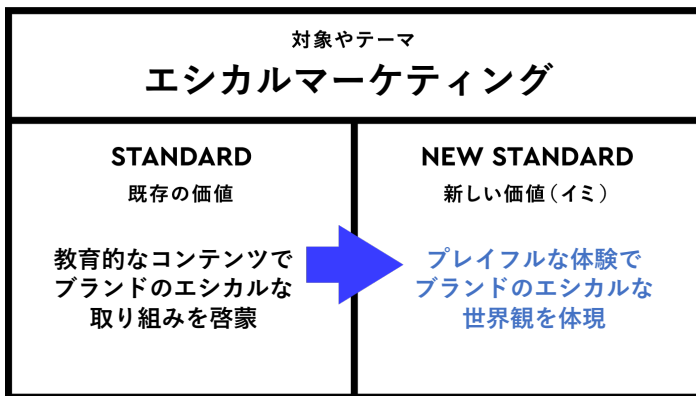 対象やテーマ
エシカルマーケティング
STANDARD
既存の価値
教育的なコンテンツで
ブランドのエシカルな
取り組みを啓蒙
NEW STANDARD
新しい価値（イミ）
プレイフルな体験で
ブランドのエシカルな
世界観を体現